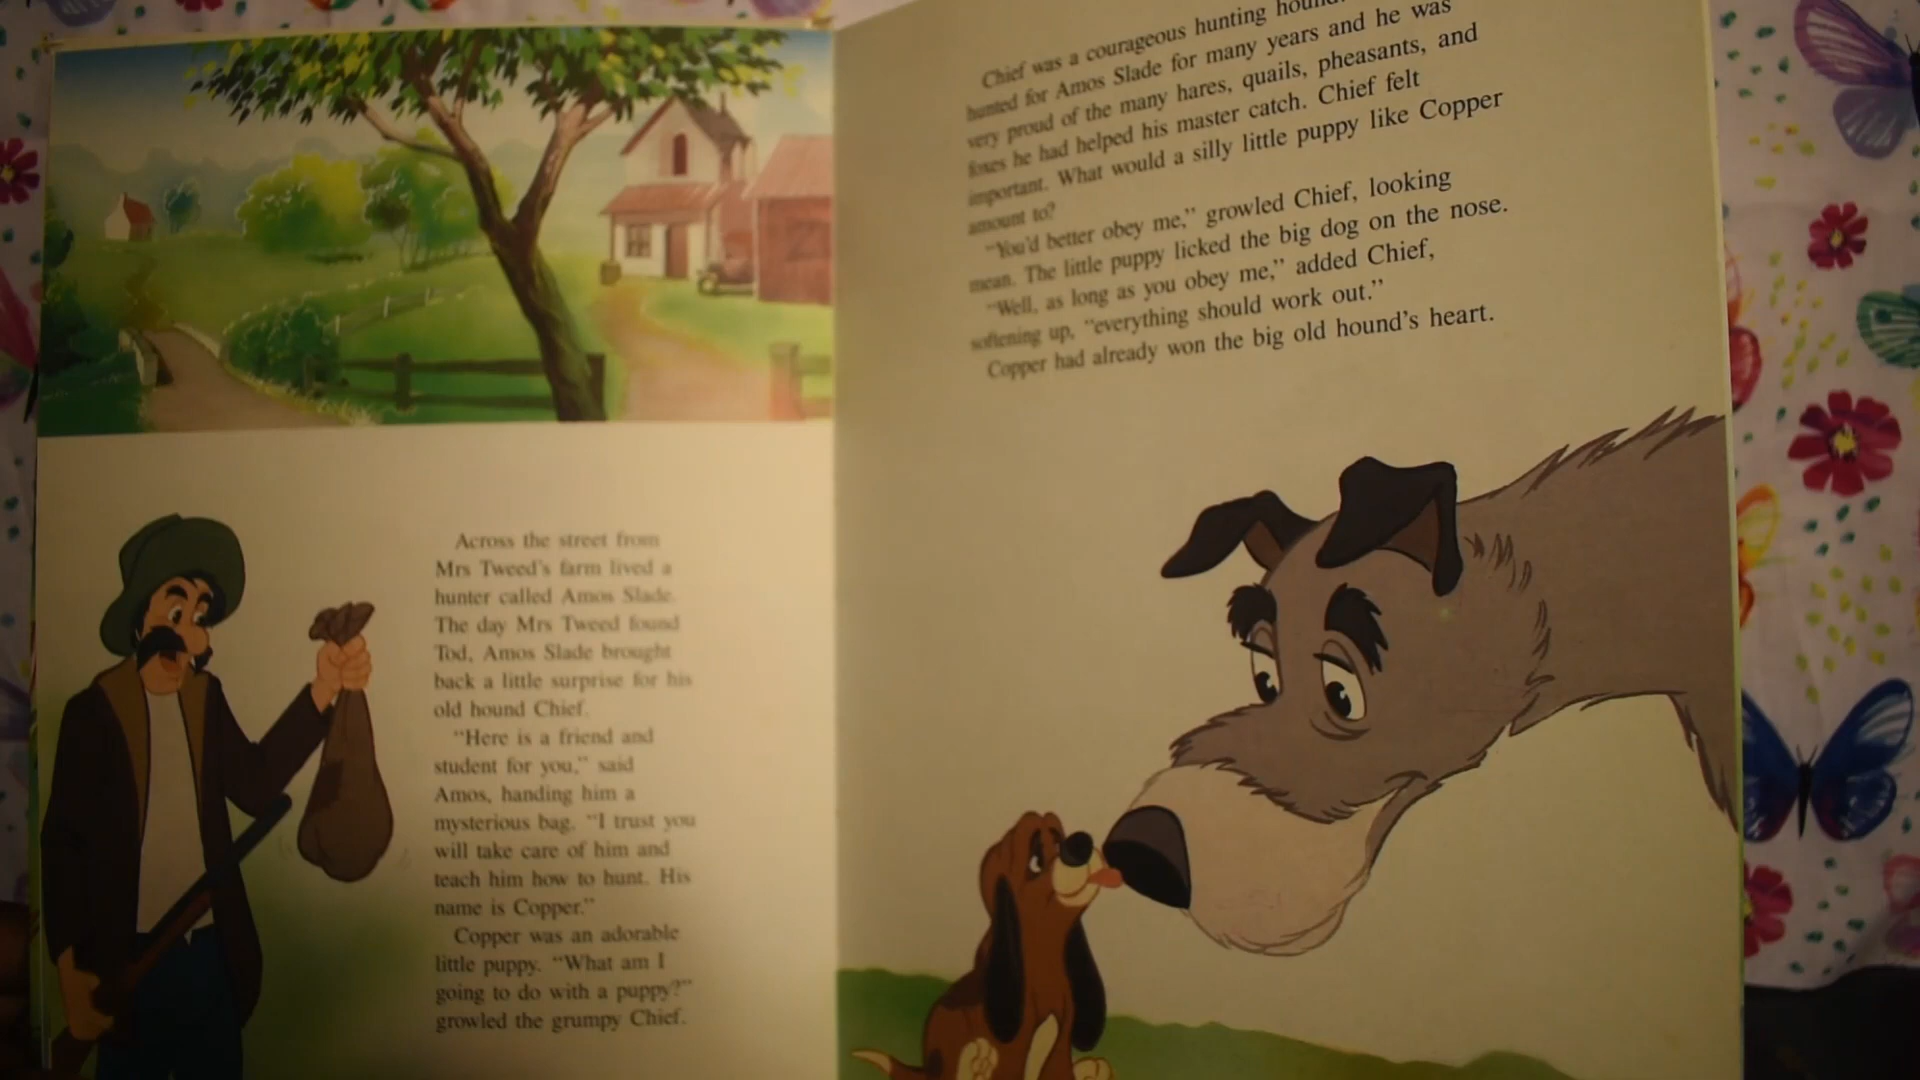 Across the street from
Mrs Tweed's farm lived a
hunter called Amos Slade.
The day Mrs Tweed found
Tod, Amos Slade brought
back a little surprise for his
old hound Chief.
"Here is a friend and
student for you," said
Amos, handing him a
mysterious bag. "I trust you
will take care of him and
teach him how to hunt. His
name is Copper."
Copper was an adorable
little puppy. "What am I
going to do with a puppy?"
growled the grumpy Chief.
Chief was a courageous hunting hound.
hunted for Amos Slade for many years and he was
very proud of the many hares, quails, pheasants, and
foxes he had helped his master catch. Chief felt
important. What would a silly little puppy like Copper
amount to?
"You'd better obey me," growled Chief, looking
mean. The little puppy licked the big dog on the nose.
"Well, as long as you obey me," added Chief,
softening up, "everything should work out."
Copper had already won the big old hound's heart.